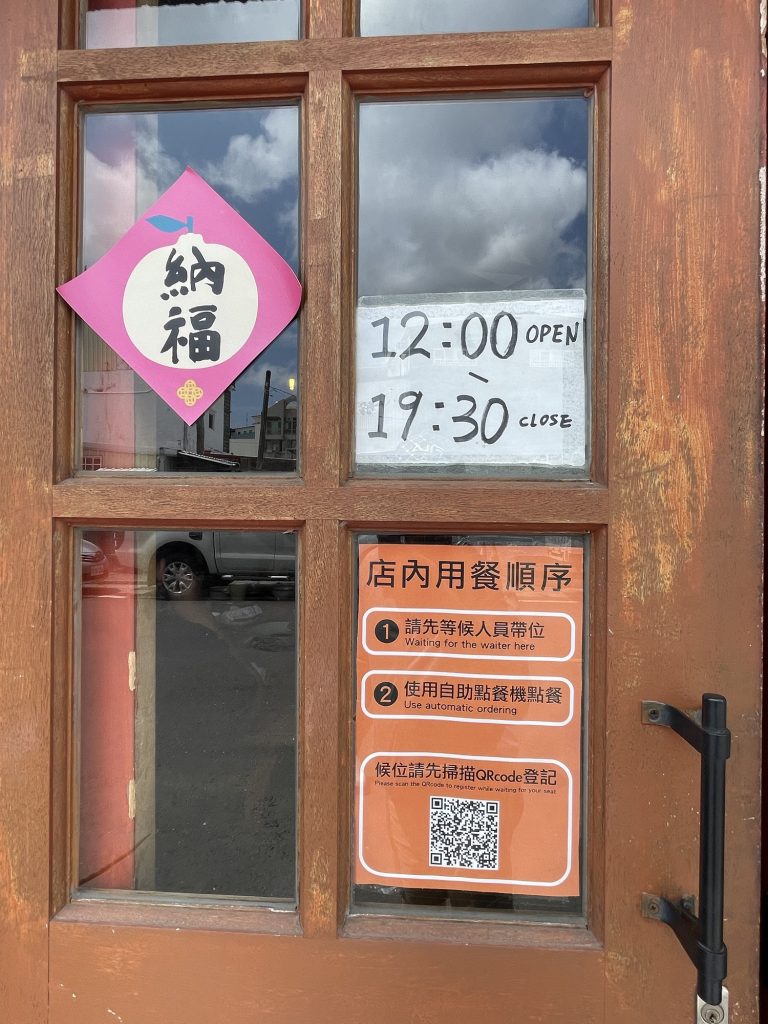 納
福
12:00 OPEN
~
19:30 CLOSE
店內用餐順序
1 請先等候人員帶位
Waiting for the waiter here
2 使用自助點餐機點餐
Use automatic ordering
候位請先掃描QRcode登記
Please scan the QRcode to register while waiting for your seat